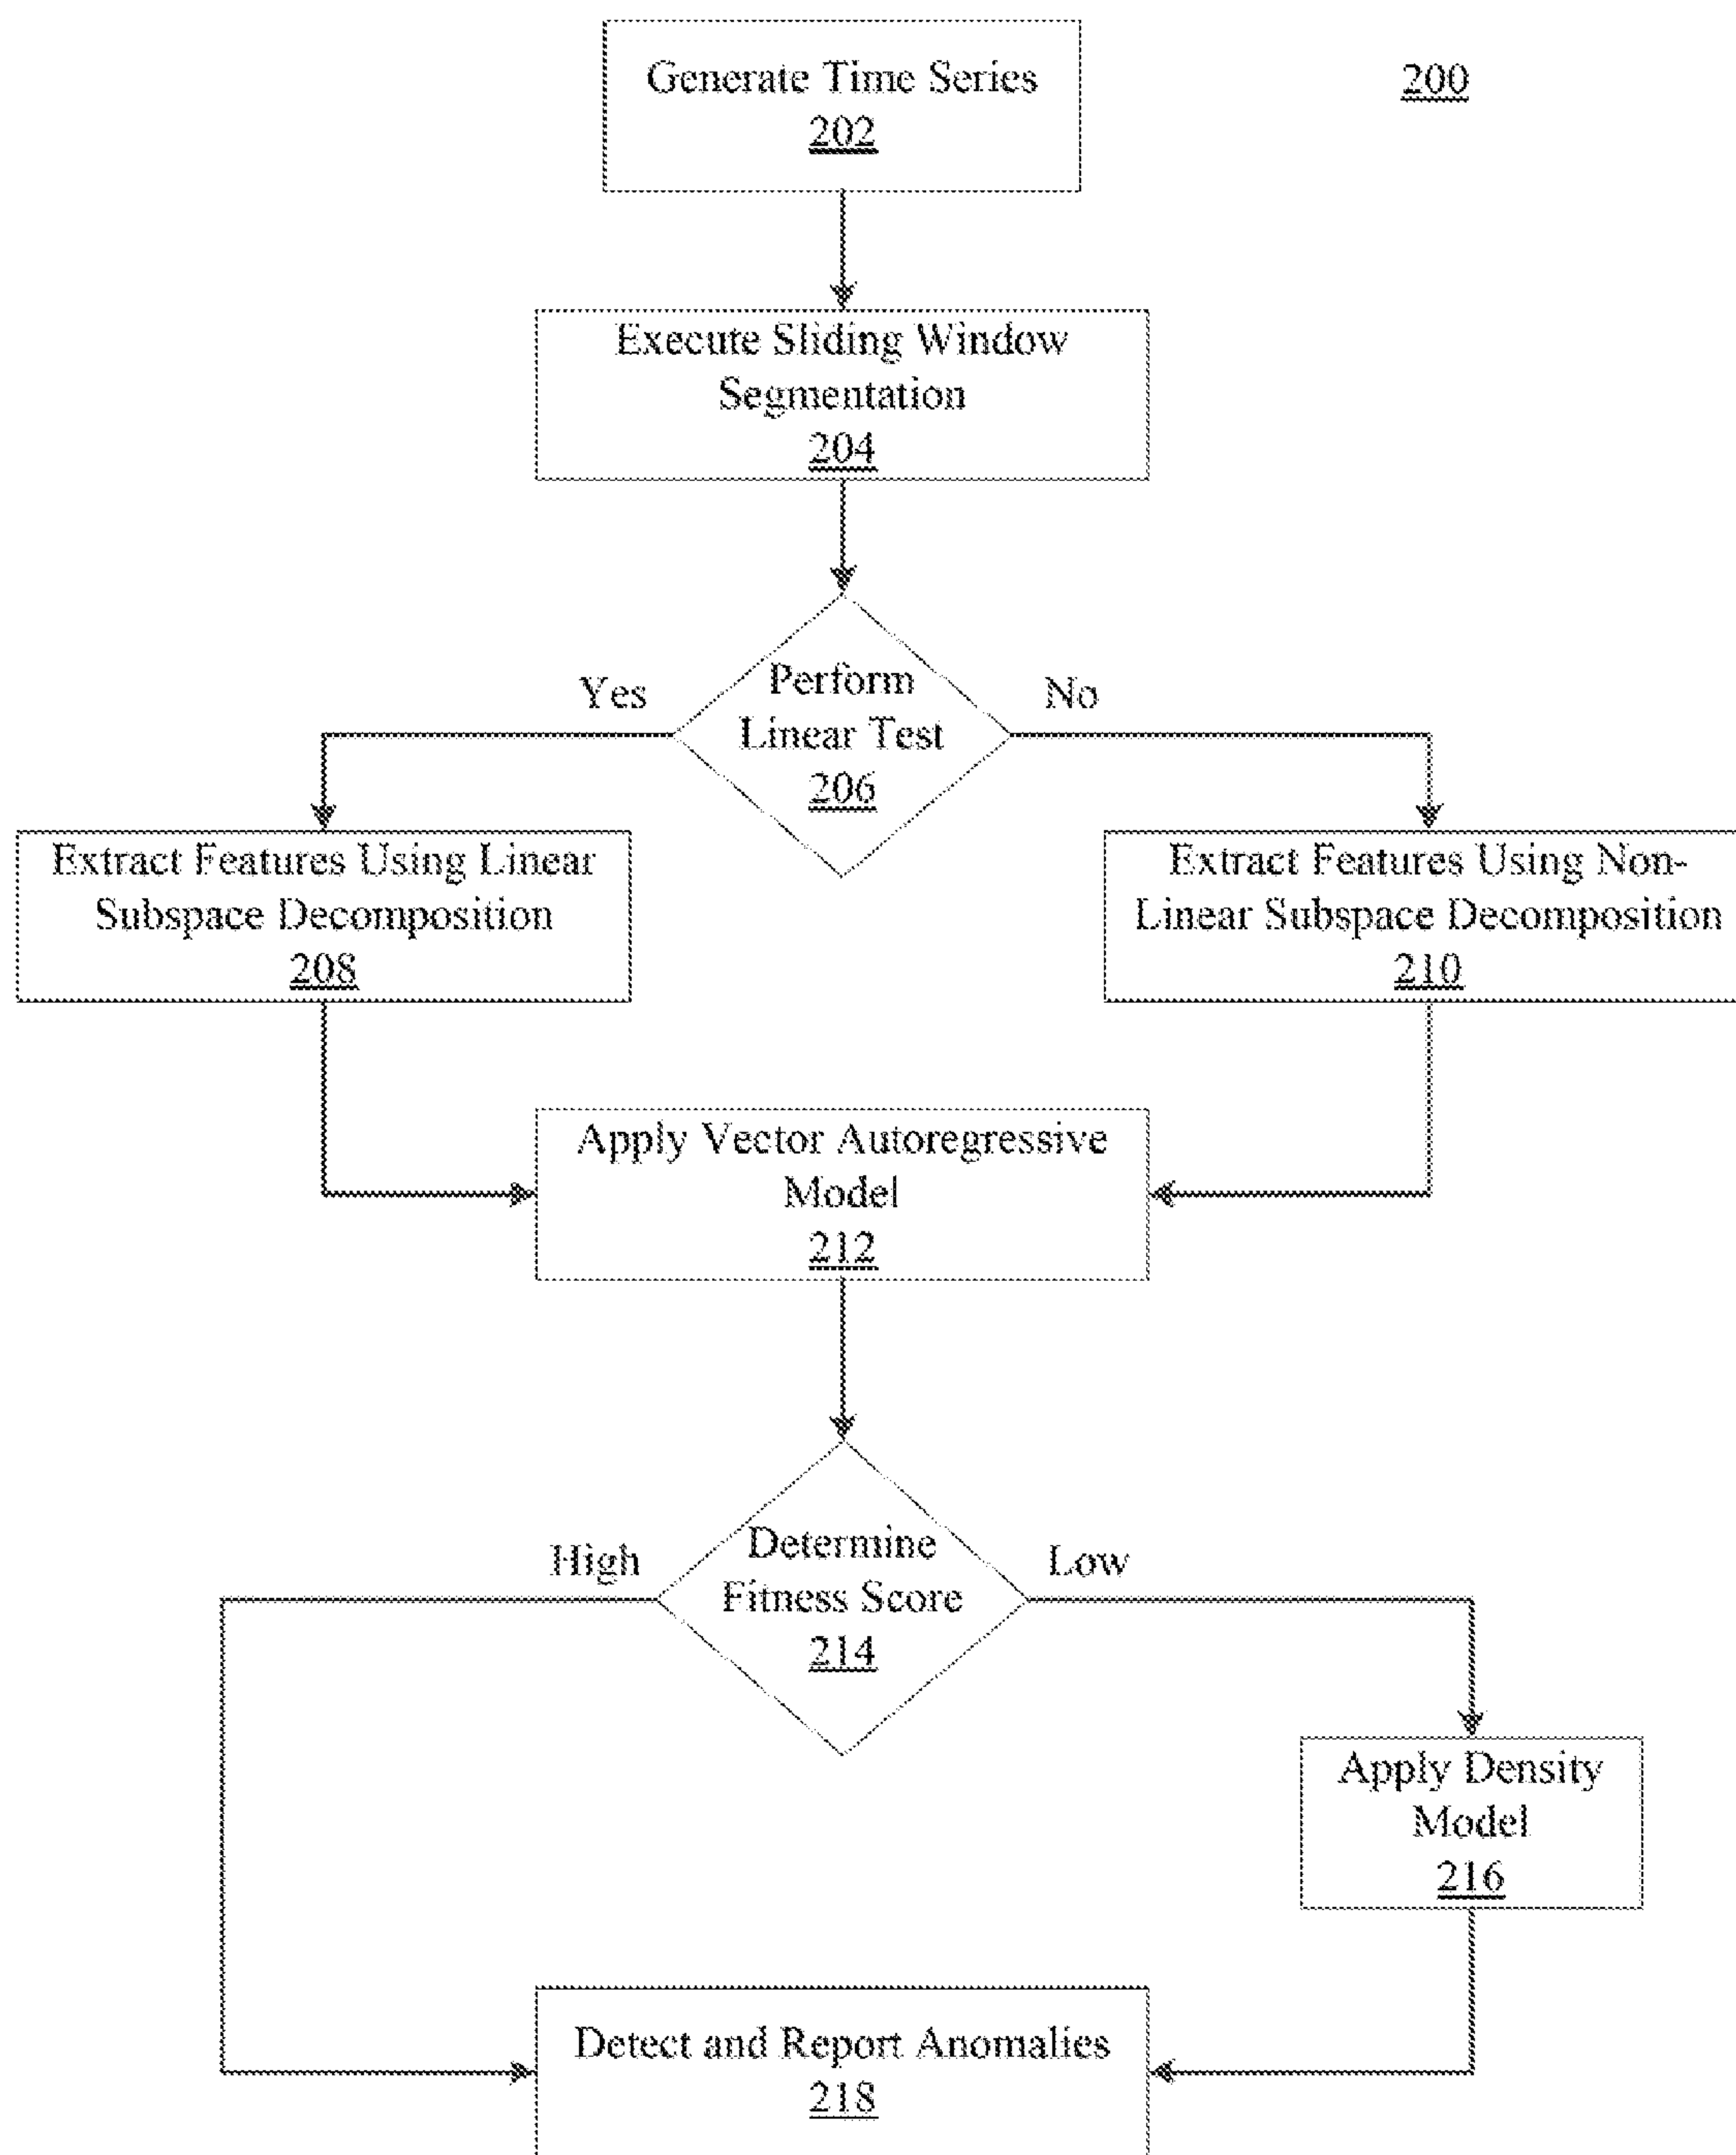 Generate Time Series
202
200
Execute Sliding Window
Segmentation
204
Yes
Perform
Linear Test
206
No
Extract Features Using Linear
Subspace Decomposition
208
Extract Features Using Non-
Linear Subspace Decomposition
210
Apply Vector Autoregressive
Model
212
High
Determine
Fitness Score
214
Low
Apply Density
Model
216
Detect and Report Anomalies
218